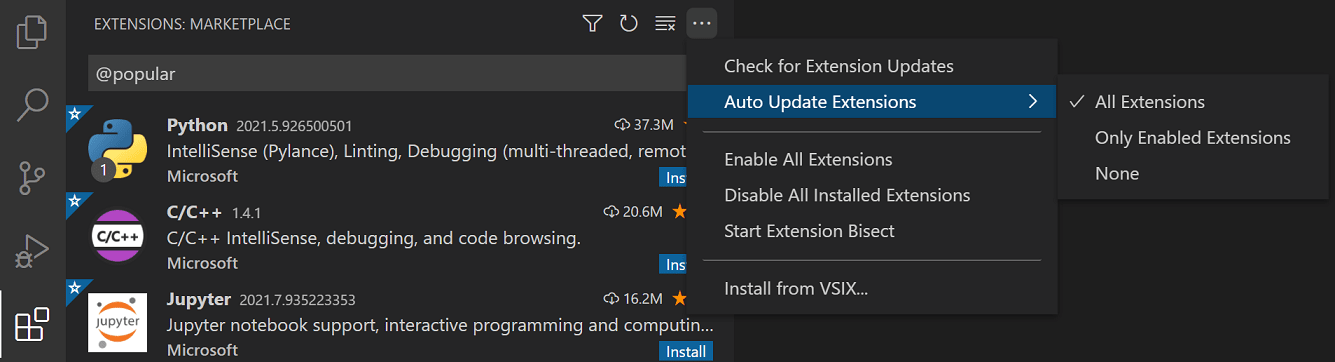 EXTENSIONS: MARKETPLACE
@popular
Python 2021.5.926500501 37.3M
IntelliSense (Pylance), Linting, Debugging (multi-threaded, remot
1
Microsoft Ins
C/C++
C/C++ 1.4.1 20.6M
C/C++ IntelliSense, debugging, and code browsing.
Microsoft Ins
Jupyter 2021.7.935223353 16.2M
jupyter
Jupyter notebook support, interactive programming and computin...
Microsoft Install
Check for Extension Updates
Auto Update Extensions
Enable All Extensions
Disable All Installed Extensions
Start Extension Bisect
Install from VSIX...
All Extensions
Only Enabled Extensions
None